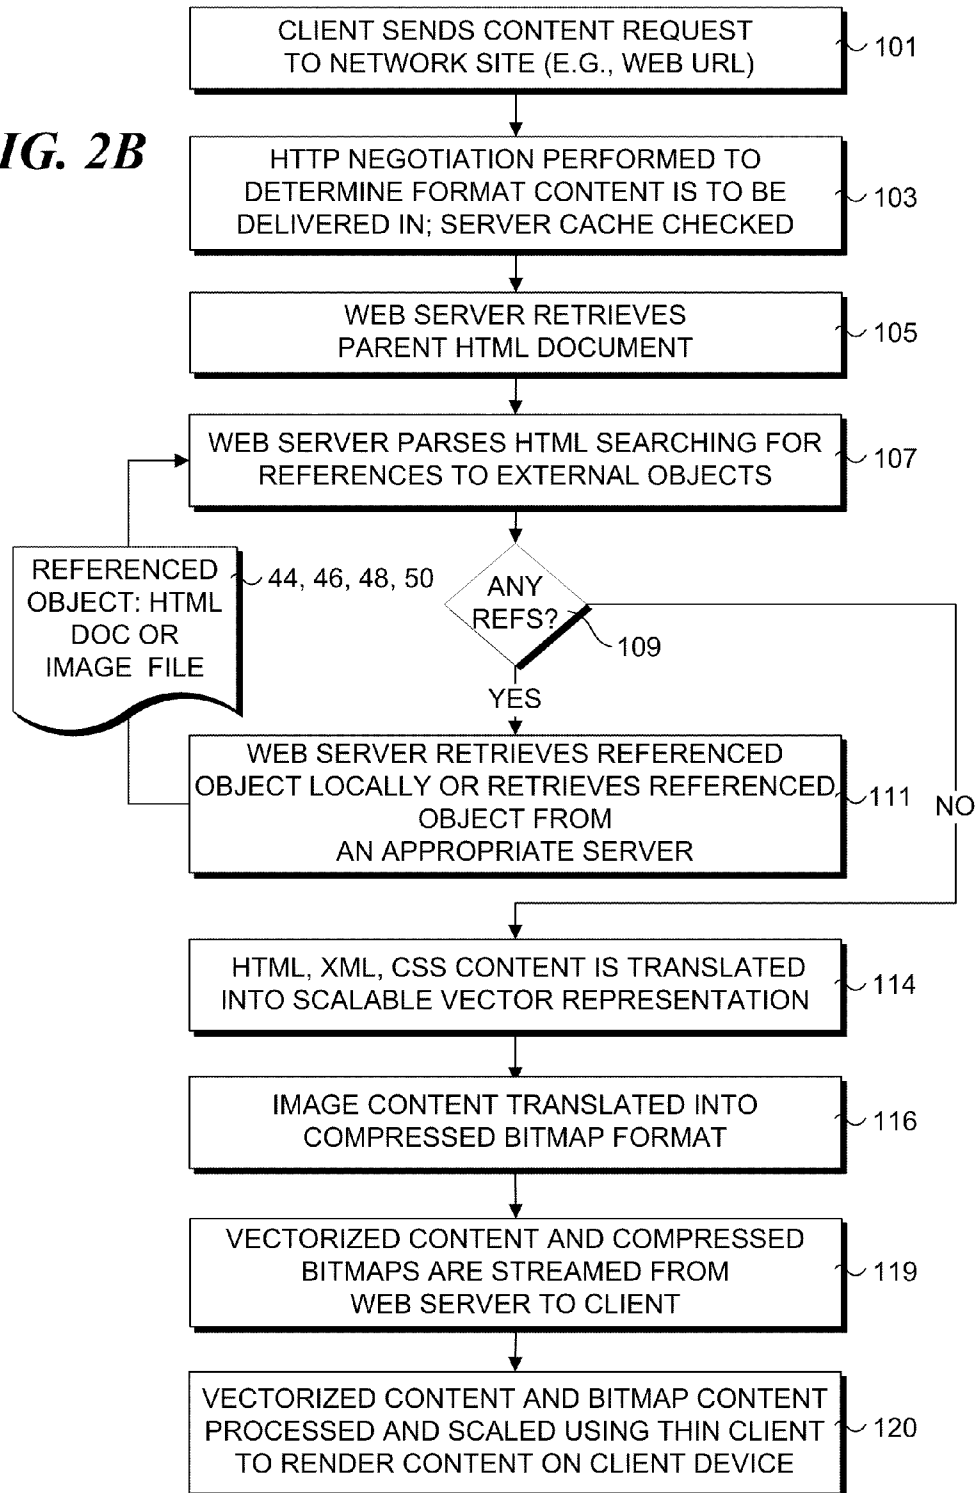 CLIENT SENDS CONTENT REQUEST
TO NETWORK SITE (E.G., WEB URL)
101
IG. 2B
HTTP NEGOTIATION PERFORMED TO
DETERMINE FORMAT CONTENT IS TO BE
DELIVERED IN; SERVER CACHE CHECKED
103
WEB SERVER RETRIEVES
PARENT HTML DOCUMENT
105
WEB SERVER PARSES HTML SEARCHING FOR
REFERENCES TO EXTERNAL OBJECTS
107
REFERENCED
OBJECT: HTML
DOC OR
IMAGE FILE
44, 46, 48, 50
ANY
REFS?
109
YES
NO
WEB SERVER RETRIEVES REFERENCED
OBJECT LOCALLY OR RETRIEVES REFERENCED
OBJECT FROM
AN APPROPRIATE SERVER
111
HTML, XML, CSS CONTENT IS TRANSLATED
INTO SCALABLE VECTOR REPRESENTATION
114
IMAGE CONTENT TRANSLATED INTO
COMPRESSED BITMAP FORMAT
116
VECTORIZED CONTENT AND COMPRESSED
BITMAPS ARE STREAMED FROM
WEB SERVER TO CLIENT
119
VECTORIZED CONTENT AND BITMAP CONTENT
PROCESSED AND SCALED USING THIN CLIENT
TO RENDER CONTENT ON CLIENT DEVICE
120